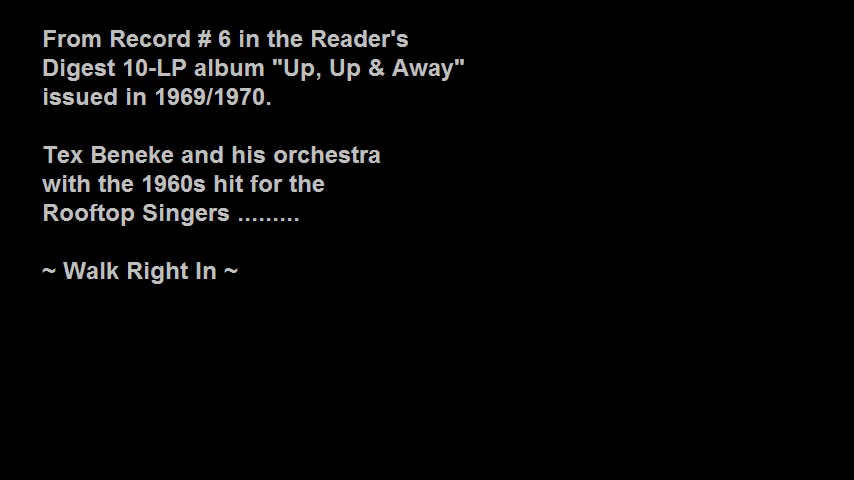 From Record # 6 in the Reader's
Digest 10-LP album "Up, Up & Away"
issued in 1969/1970.
Tex Beneke and his orchestra
with the 1960s hit for the
Rooftop Singers .........
~ Walk Right In ~